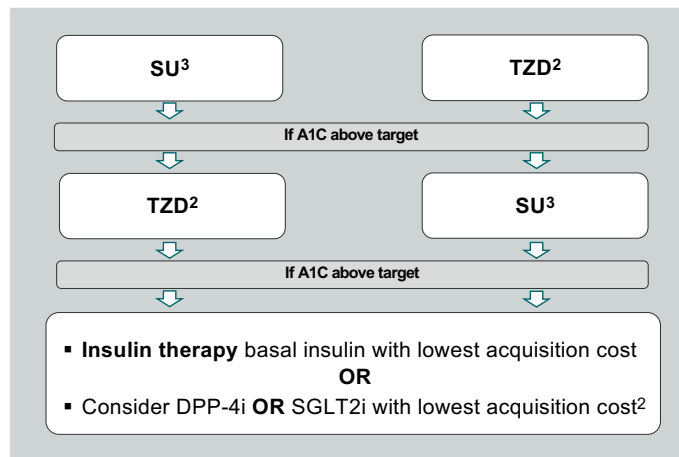 SU³ TZD²
If A1C above target
TZD² SU³
If A1C above target
▪ Insulin therapy basal insulin with lowest acquisition cost
OR
▪ Consider DPP-4i OR SGLT2i with lowest acquisition cost²